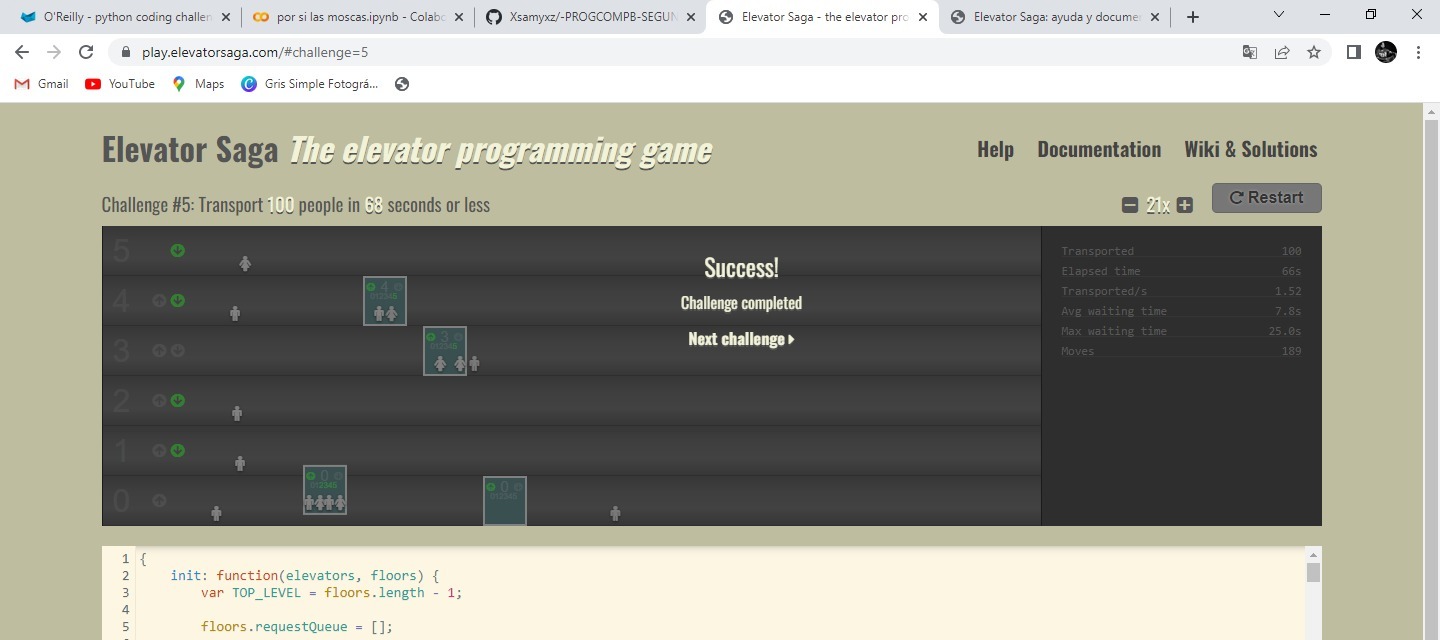 O'Reilly - python coding challen
por si las moscas.ipynb - Colabo
Xsamyxz/-PROGCOMPB-SEGUN
Elevator Saga - the elevator pro
Elevator Saga: ayuda y documen
play.elevatorsaga.com/#challenge=5
Gmail
YouTube
Maps
Gris Simple Fotográ...
Elevator Saga The elevator programming game
Help
Documentation
Wiki & Solutions
Challenge #5: Transport 100 people in 68 seconds or less
21x
Restart
5
4
3
2
1
0
4
012345
3
012345
0
012345
0
012345
Success!
Challenge completed
Next challenge
Transported 100
Elapsed time 66s
Transported/s 1.52
Avg waiting time 7.8s
Max waiting time 25.0s
Moves 189
1 {
2 init: function(elevators, floors) {
3 var TOP_LEVEL = floors.length - 1;
4
5 floors.requestQueue = [];